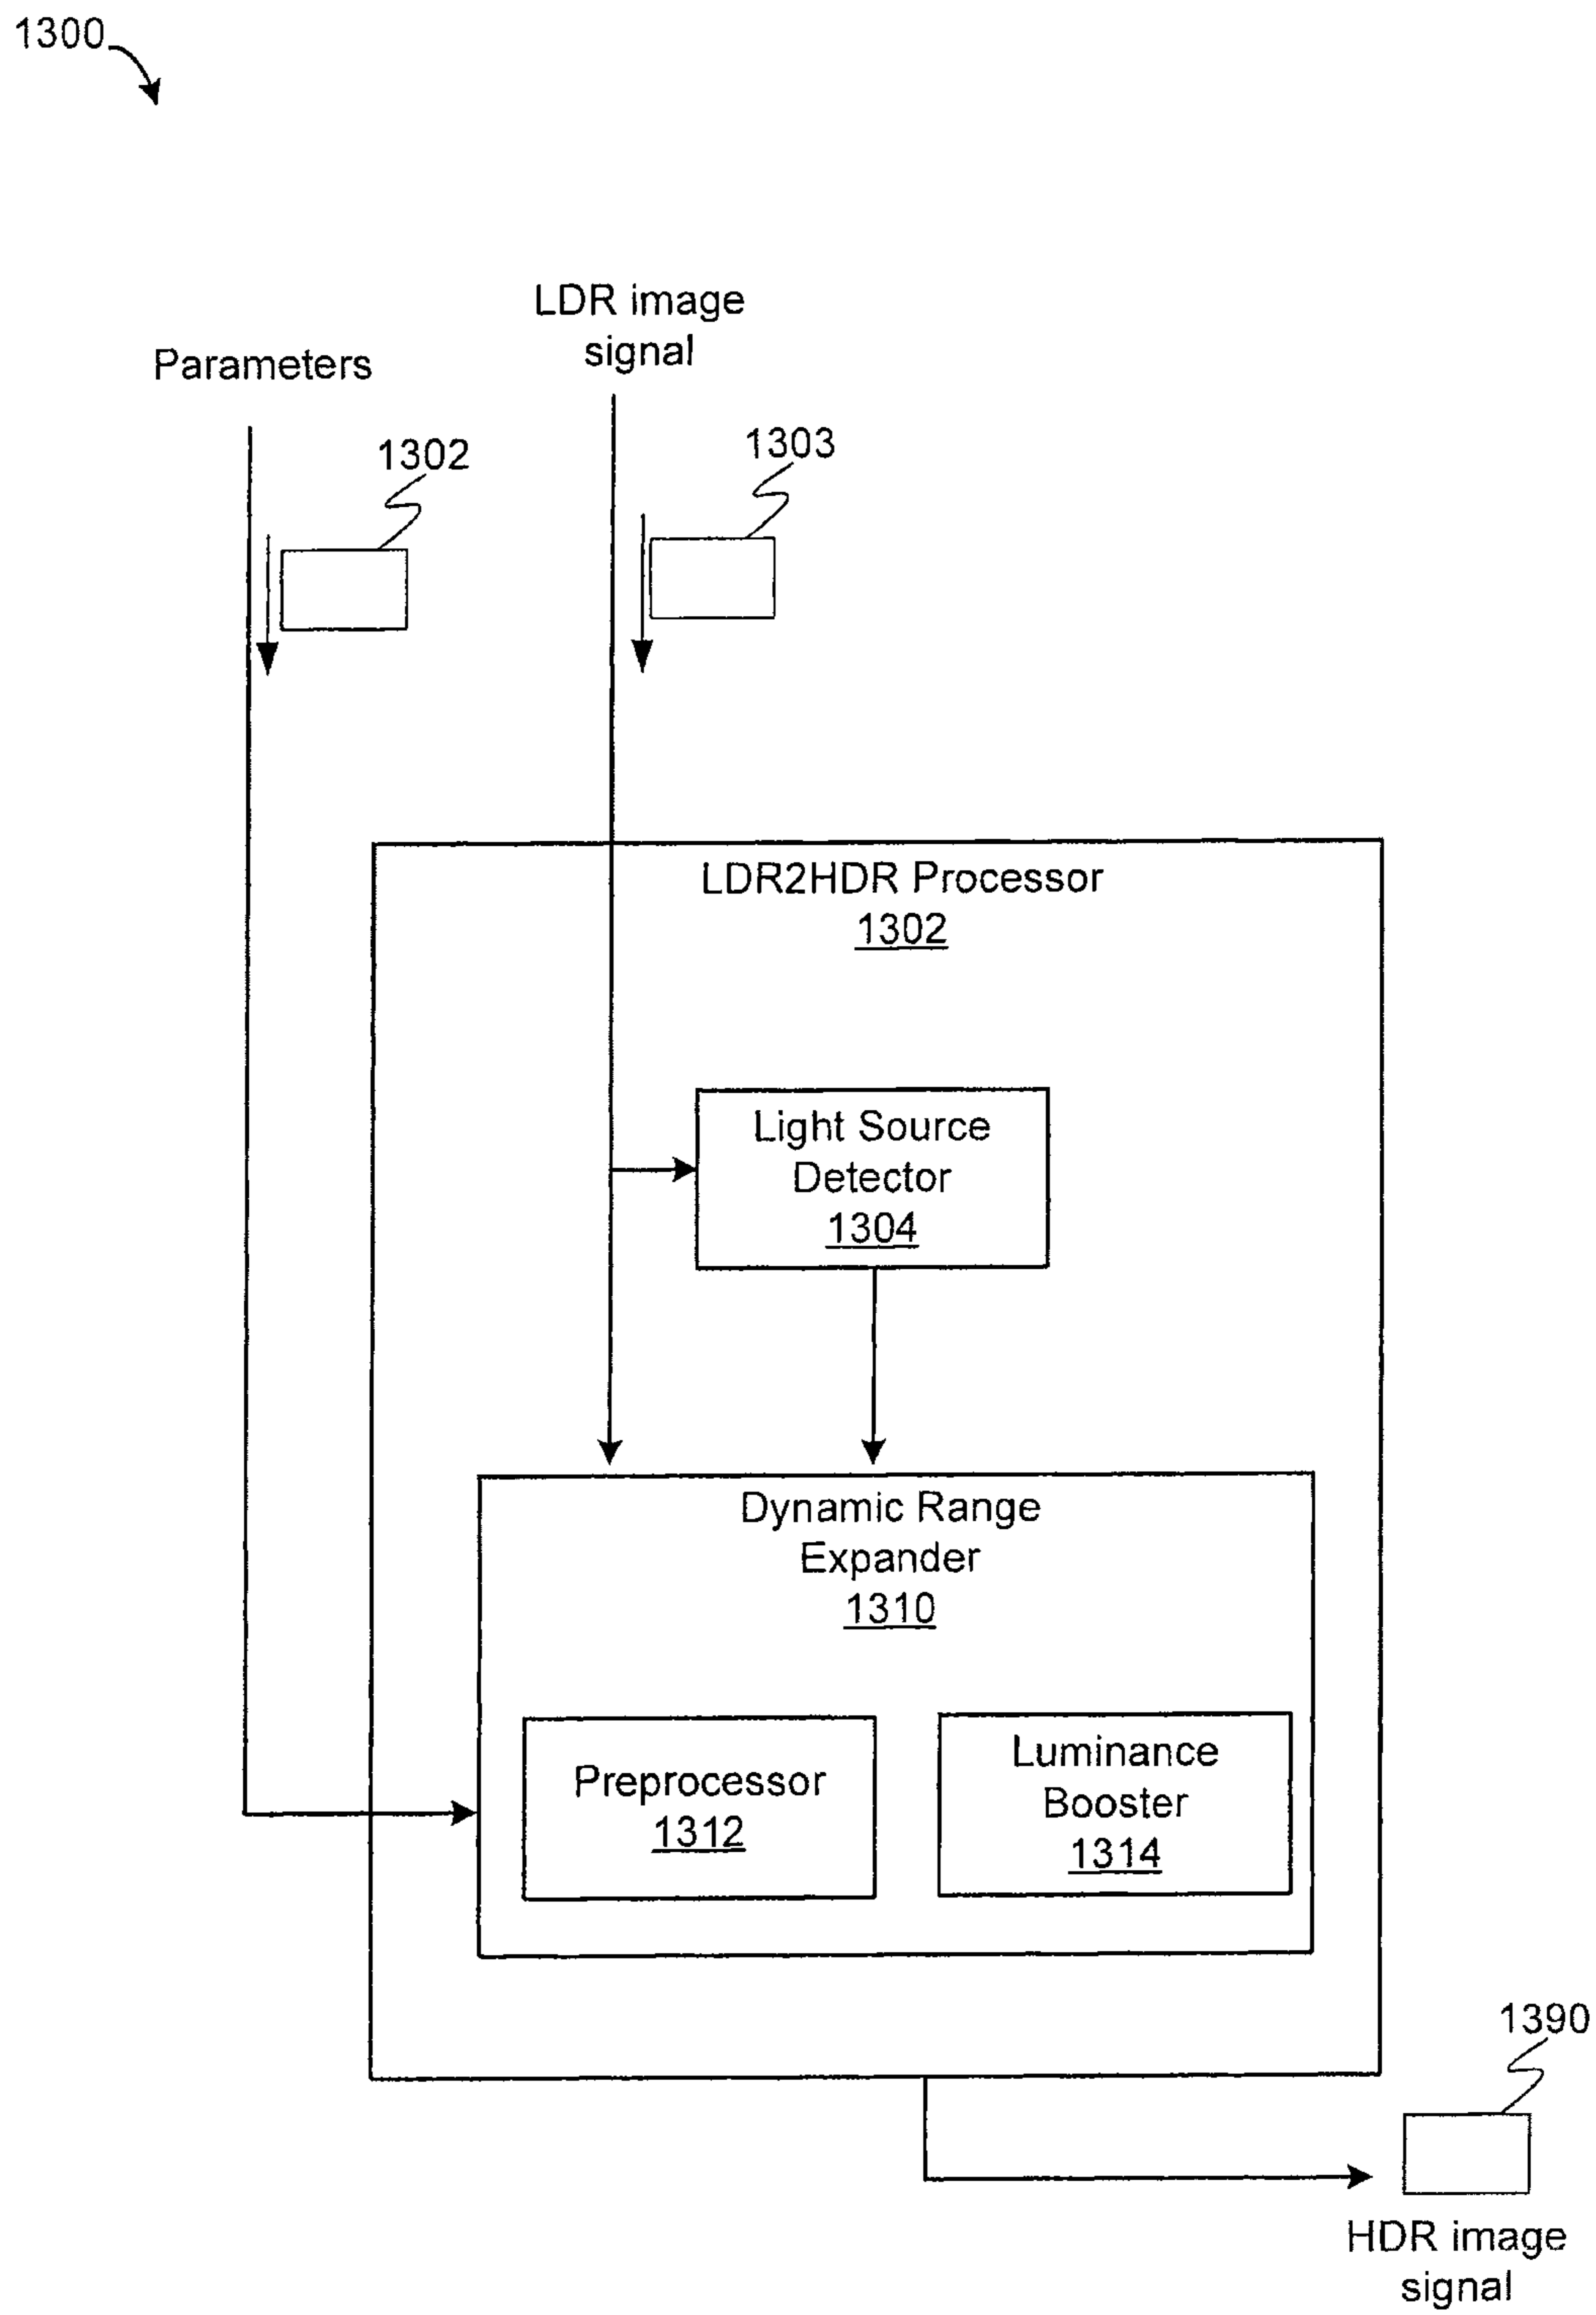 1300
LDR image
signal
Parameters
1302
1303
LDR2HDR Processor
1302
Light Source
Detector
1304
Dynamic Range
Expander
1310
Preprocessor
1312
Luminance
Booster
1314
1390
HDR image
signal